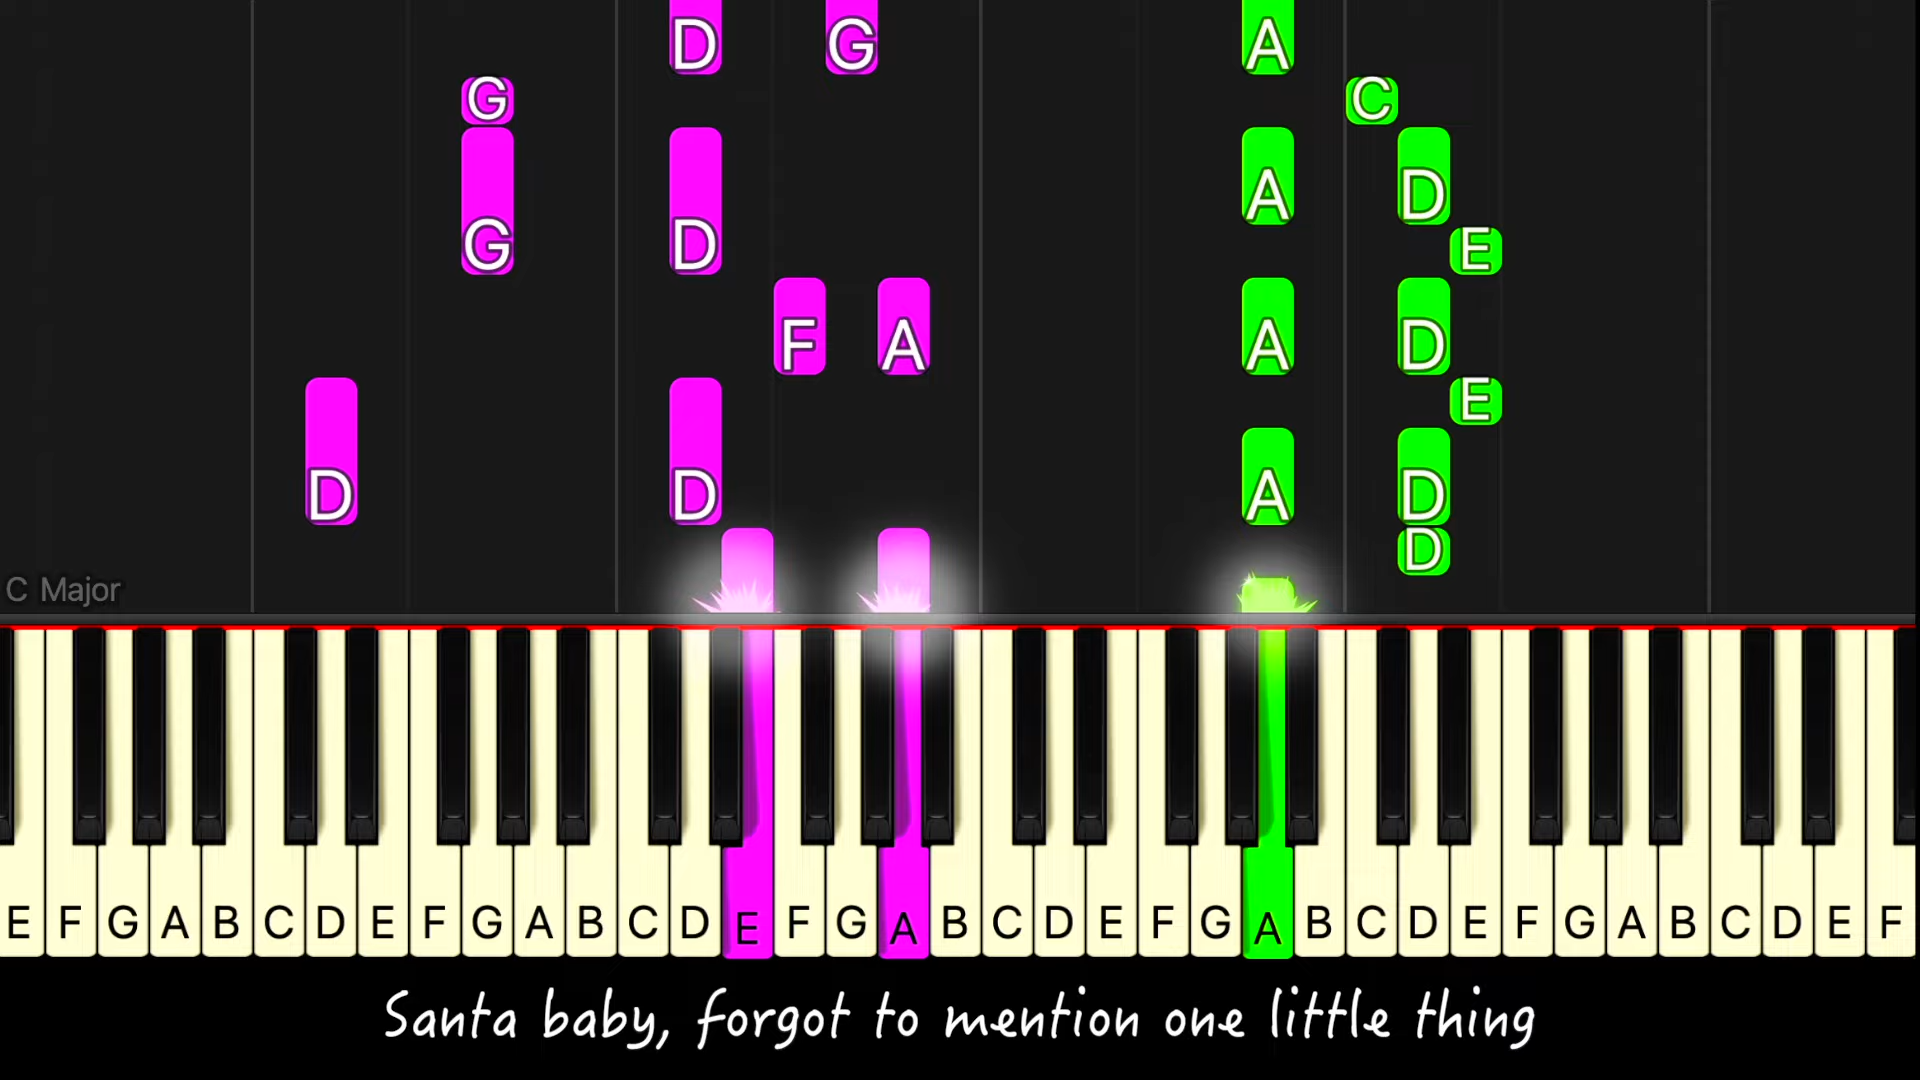 D G A
G C
A D
G D E
F A A D
E
D D A D
D
C Major
E F G A B C D E F G A B C D E F G A B C D E F G A B C D E F G A B C D E F
Santa baby, forgot to mention one little thing